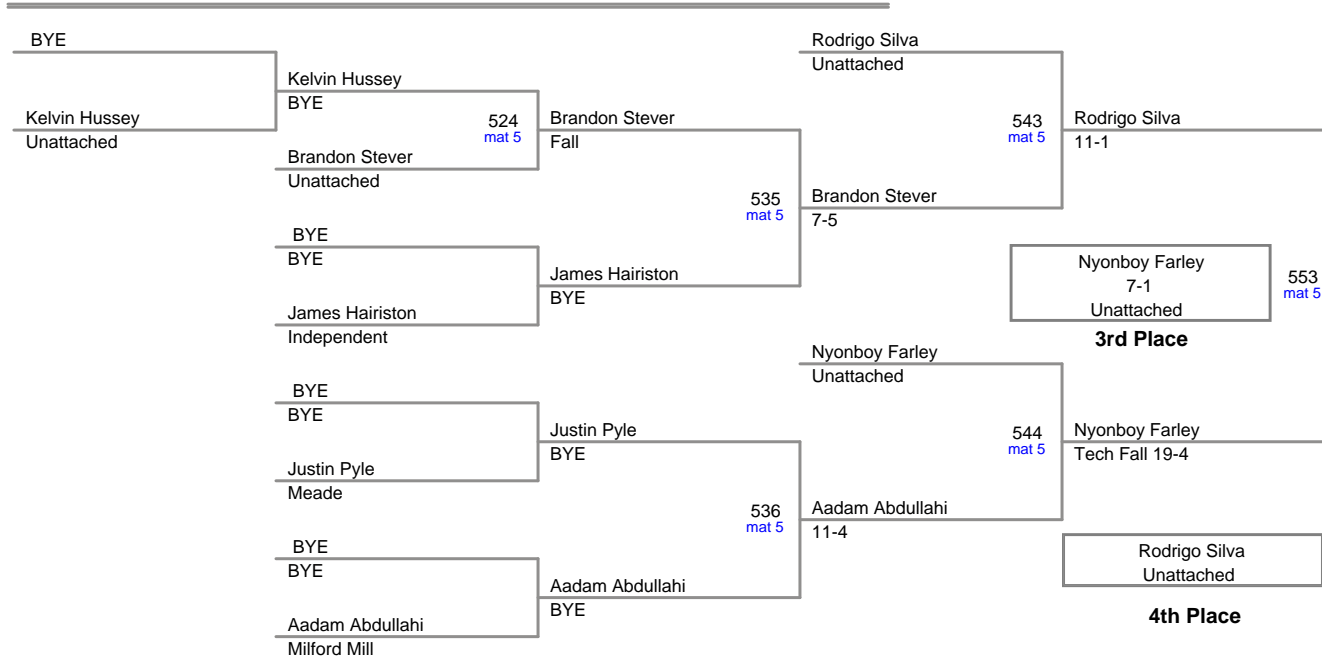 BYE
Kelvin Hussey
Unattached
Kelvin Hussey
BYE
524
mat 5
Brandon Stever
Unattached
Brandon Stever
Fall
BYE
BYE
James Hairiston
Independent
James Hairiston
BYE
535
mat 5
Rodrigo Silva
Unattached
Brandon Stever
7-5
543
mat 5
Rodrigo Silva
11-1
Nyonboy Farley
7-1
Unattached
553
mat 5
3rd Place
BYE
BYE
Justin Pyle
Meade
Justin Pyle
BYE
BYE
BYE
Aadam Abdullahi
Milford Mill
Aadam Abdullahi
BYE
536
mat 5
Nyonboy Farley
Unattached
Aadam Abdullahi
11-4
544
mat 5
Nyonboy Farley
Tech Fall 19-4
Rodrigo Silva
Unattached
4th Place